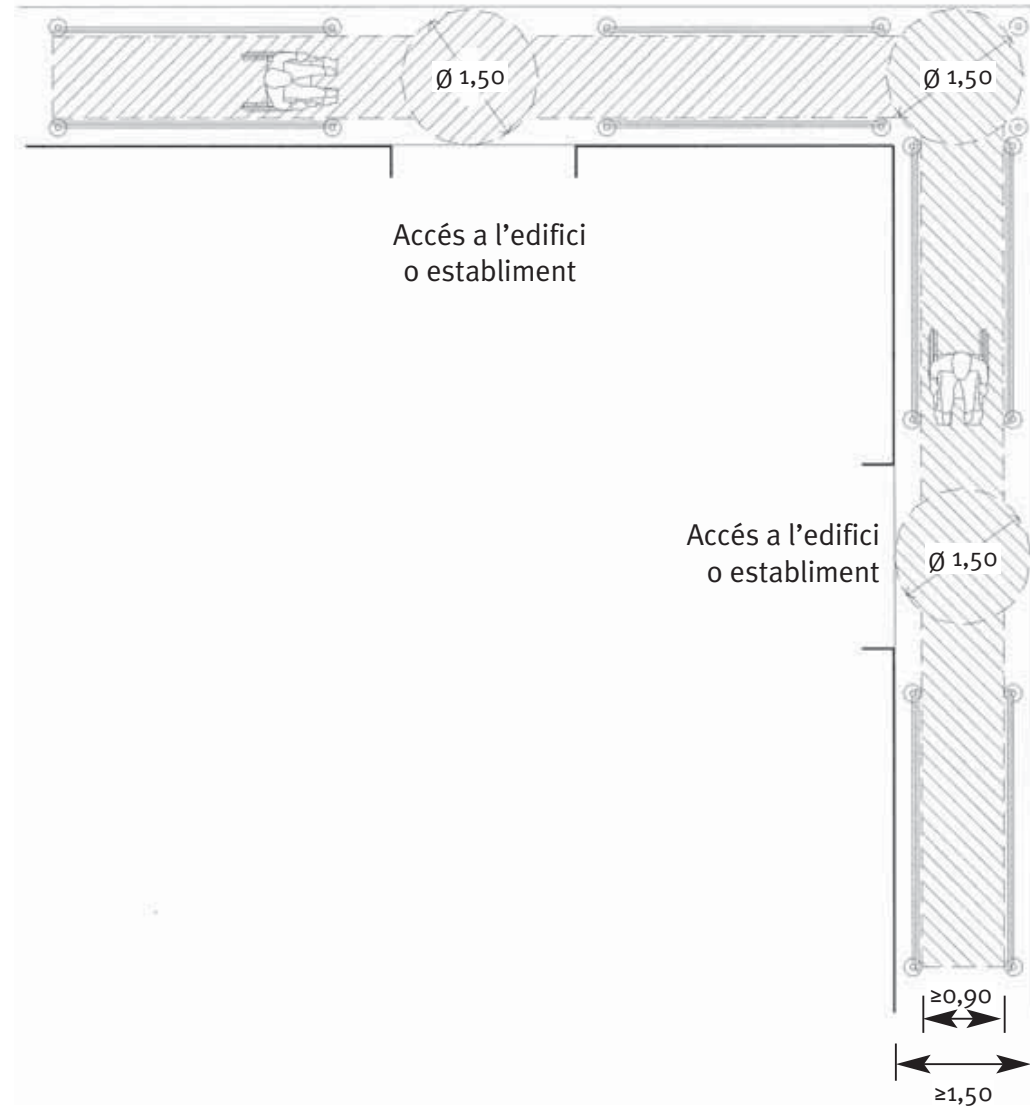 Ø 1,50
Ø 1,50
Accés a l’edifici
o establiment
Accés a l’edifici
o establiment
Ø 1,50
≥0,90
≥1,50